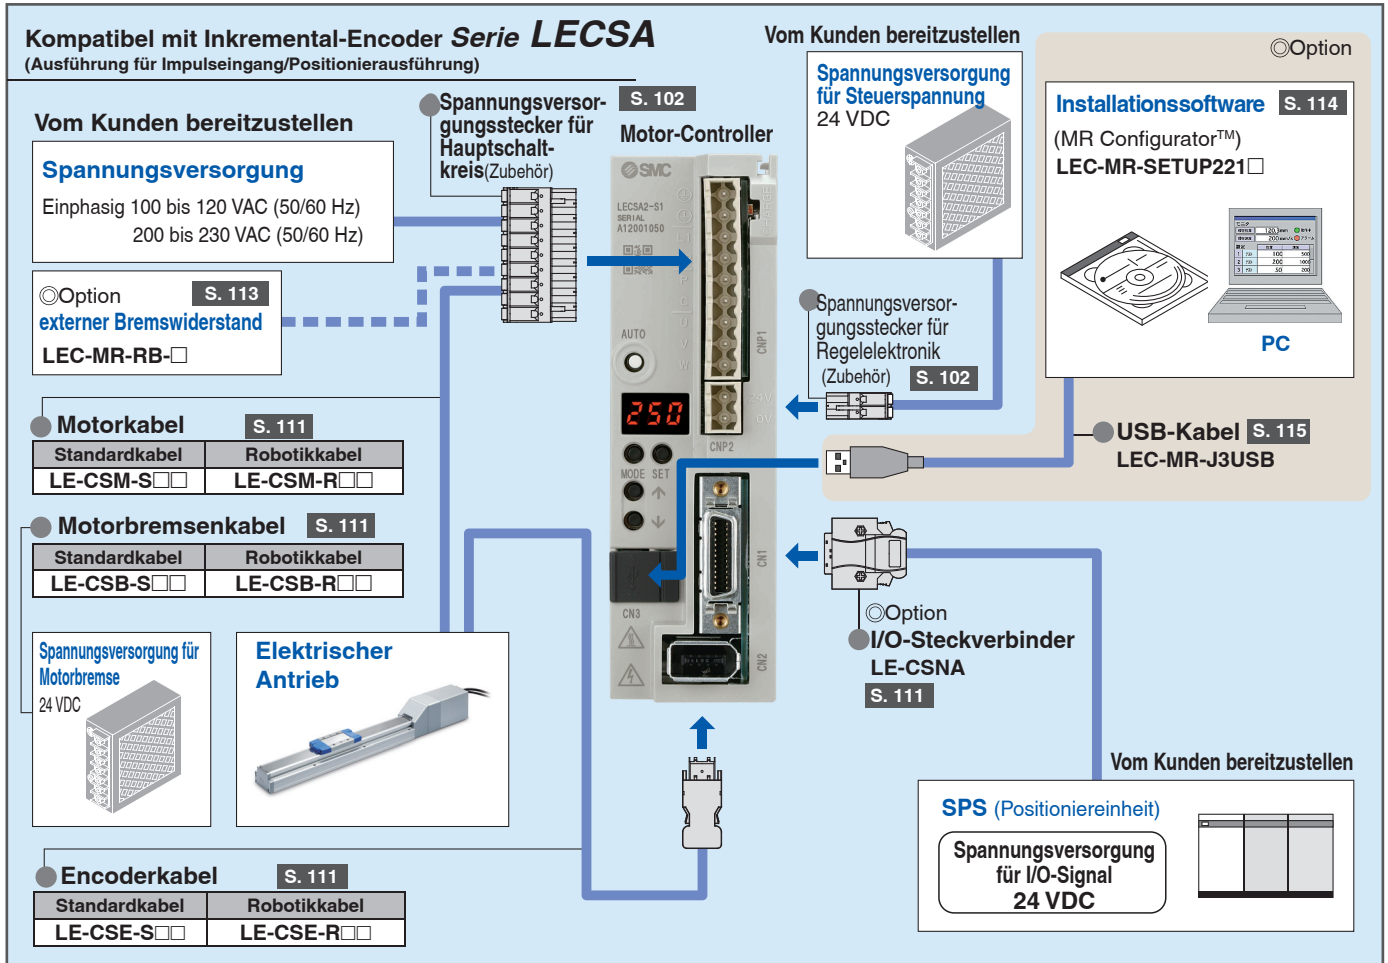 Kompatibel mit Inkremental-Encoder Serie LECSA
(Ausführung für Impulseingang/Positionierausführung)
Vom Kunden bereitzustellen
Spannungsversorgung
Einphasig 100 bis 120 VAC (50/60 Hz)
200 bis 230 VAC (50/60 Hz)
◎Option
S. 113
externer Bremswiderstand
LEC-MR-RB-□
Spannungsversor-
gungsstecker für
Hauptschalt-
kreis(Zubehör)
S. 102
Motor-Controller
SMC
LECSA2-S1
SERIAL
A12001050
AUTO
250
MODE SET
CNP1
24V
0V
CNP2
CN1
CN3
CN2
Vom Kunden bereitzustellen
Spannungsversorgung
für Steuerspannung
24 VDC
Spannungsversor-
gungsstecker für
Regelelektronik
(Zubehör)
S. 102
◎Option
Installationssoftware S. 114
(MR Configurator™)
LEC-MR-SETUP221□
PC
USB-Kabel S. 115
LEC-MR-J3USB
Motorkabel S. 111
Standardkabel Robotikkabel
LE-CSM-S□□ LE-CSM-R□□
Motorbremsenkabel S. 111
Standardkabel Robotikkabel
LE-CSB-S□□ LE-CSB-R□□
Spannungsversorgung für
Motorbremse
24 VDC
Elektrischer
Antrieb
◎Option
I/O-Steckverbinder
LE-CSNA
S. 111
Vom Kunden bereitzustellen
SPS (Positioniereinheit)
Spannungsversorgung
für I/O-Signal
24 VDC
Encoderkabel S. 111
Standardkabel Robotikkabel
LE-CSE-S□□ LE-CSE-R□□